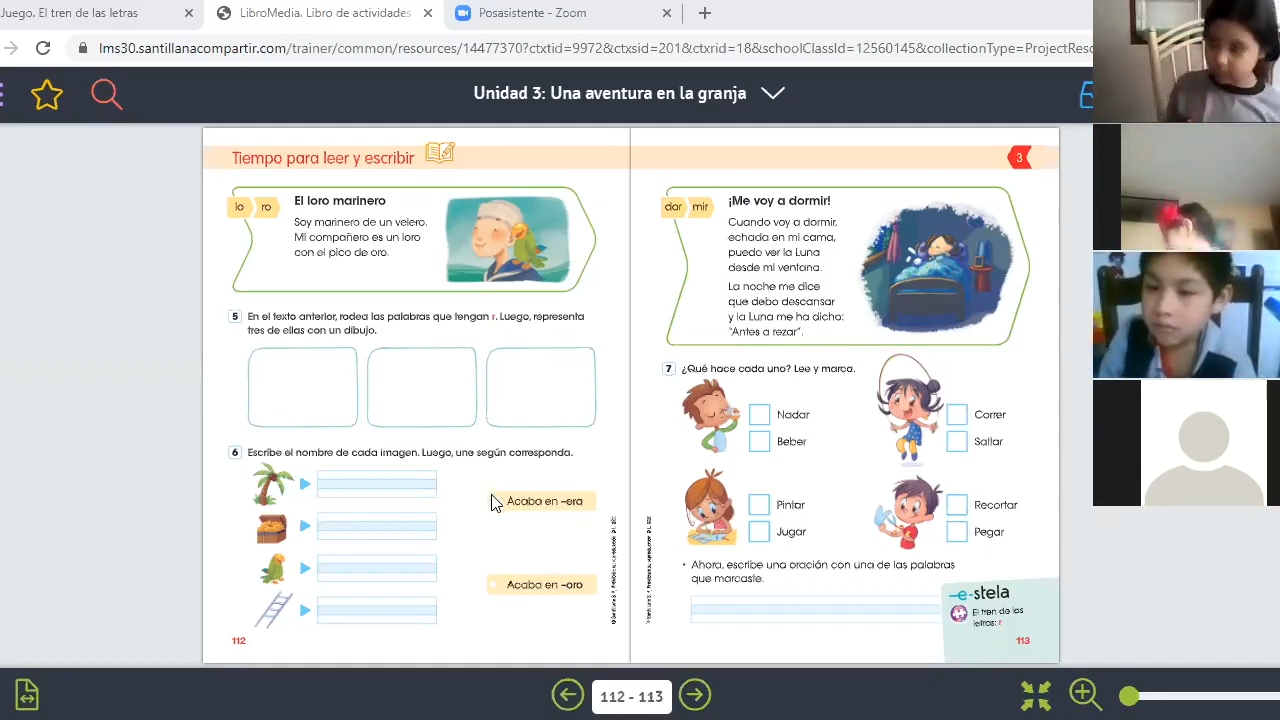 Juego. El tren de las letras
LibroMedia. Libro de actividades
Posasistente - Zoom
lms30.santillanacompartir.com/trainer/common/resources/14477370?ctxtid=9972&ctxsid=201&ctxrid=18&schoolClassId=12560145&collectionType=ProjectReso
Unidad 3: Una aventura en la granja
Tiempo para leer y escribir
lo ro
El loro marinero
Soy marinero de un velero.
Mi compañero es un loro
con el pico de oro.
5 En el texto anterior, rodea las palabras que tengan r. Luego, representa
tres de ellas con un dibujo.
6 Escribe el nombre de cada imagen. Luego, une según corresponda.
Acaba en –era
Acaba en –oro
112
3
dor mir
¡Me voy a dormir!
Cuando voy a dormir,
echada en mi cama,
puedo ver la Luna
desde mi ventana.
La noche me dice
que debo descansar
y la Luna me ha dicho:
“Antes a rezar”.
7 ¿Qué hace cada uno? Lee y marca.
Nadar
Beber
Correr
Saltar
Pintar
Jugar
Recortar
Pegar
• Ahora, escribe una oración con una de las palabras
que marcaste.
e-stela
El tren de las
letras: r
113
112 - 113